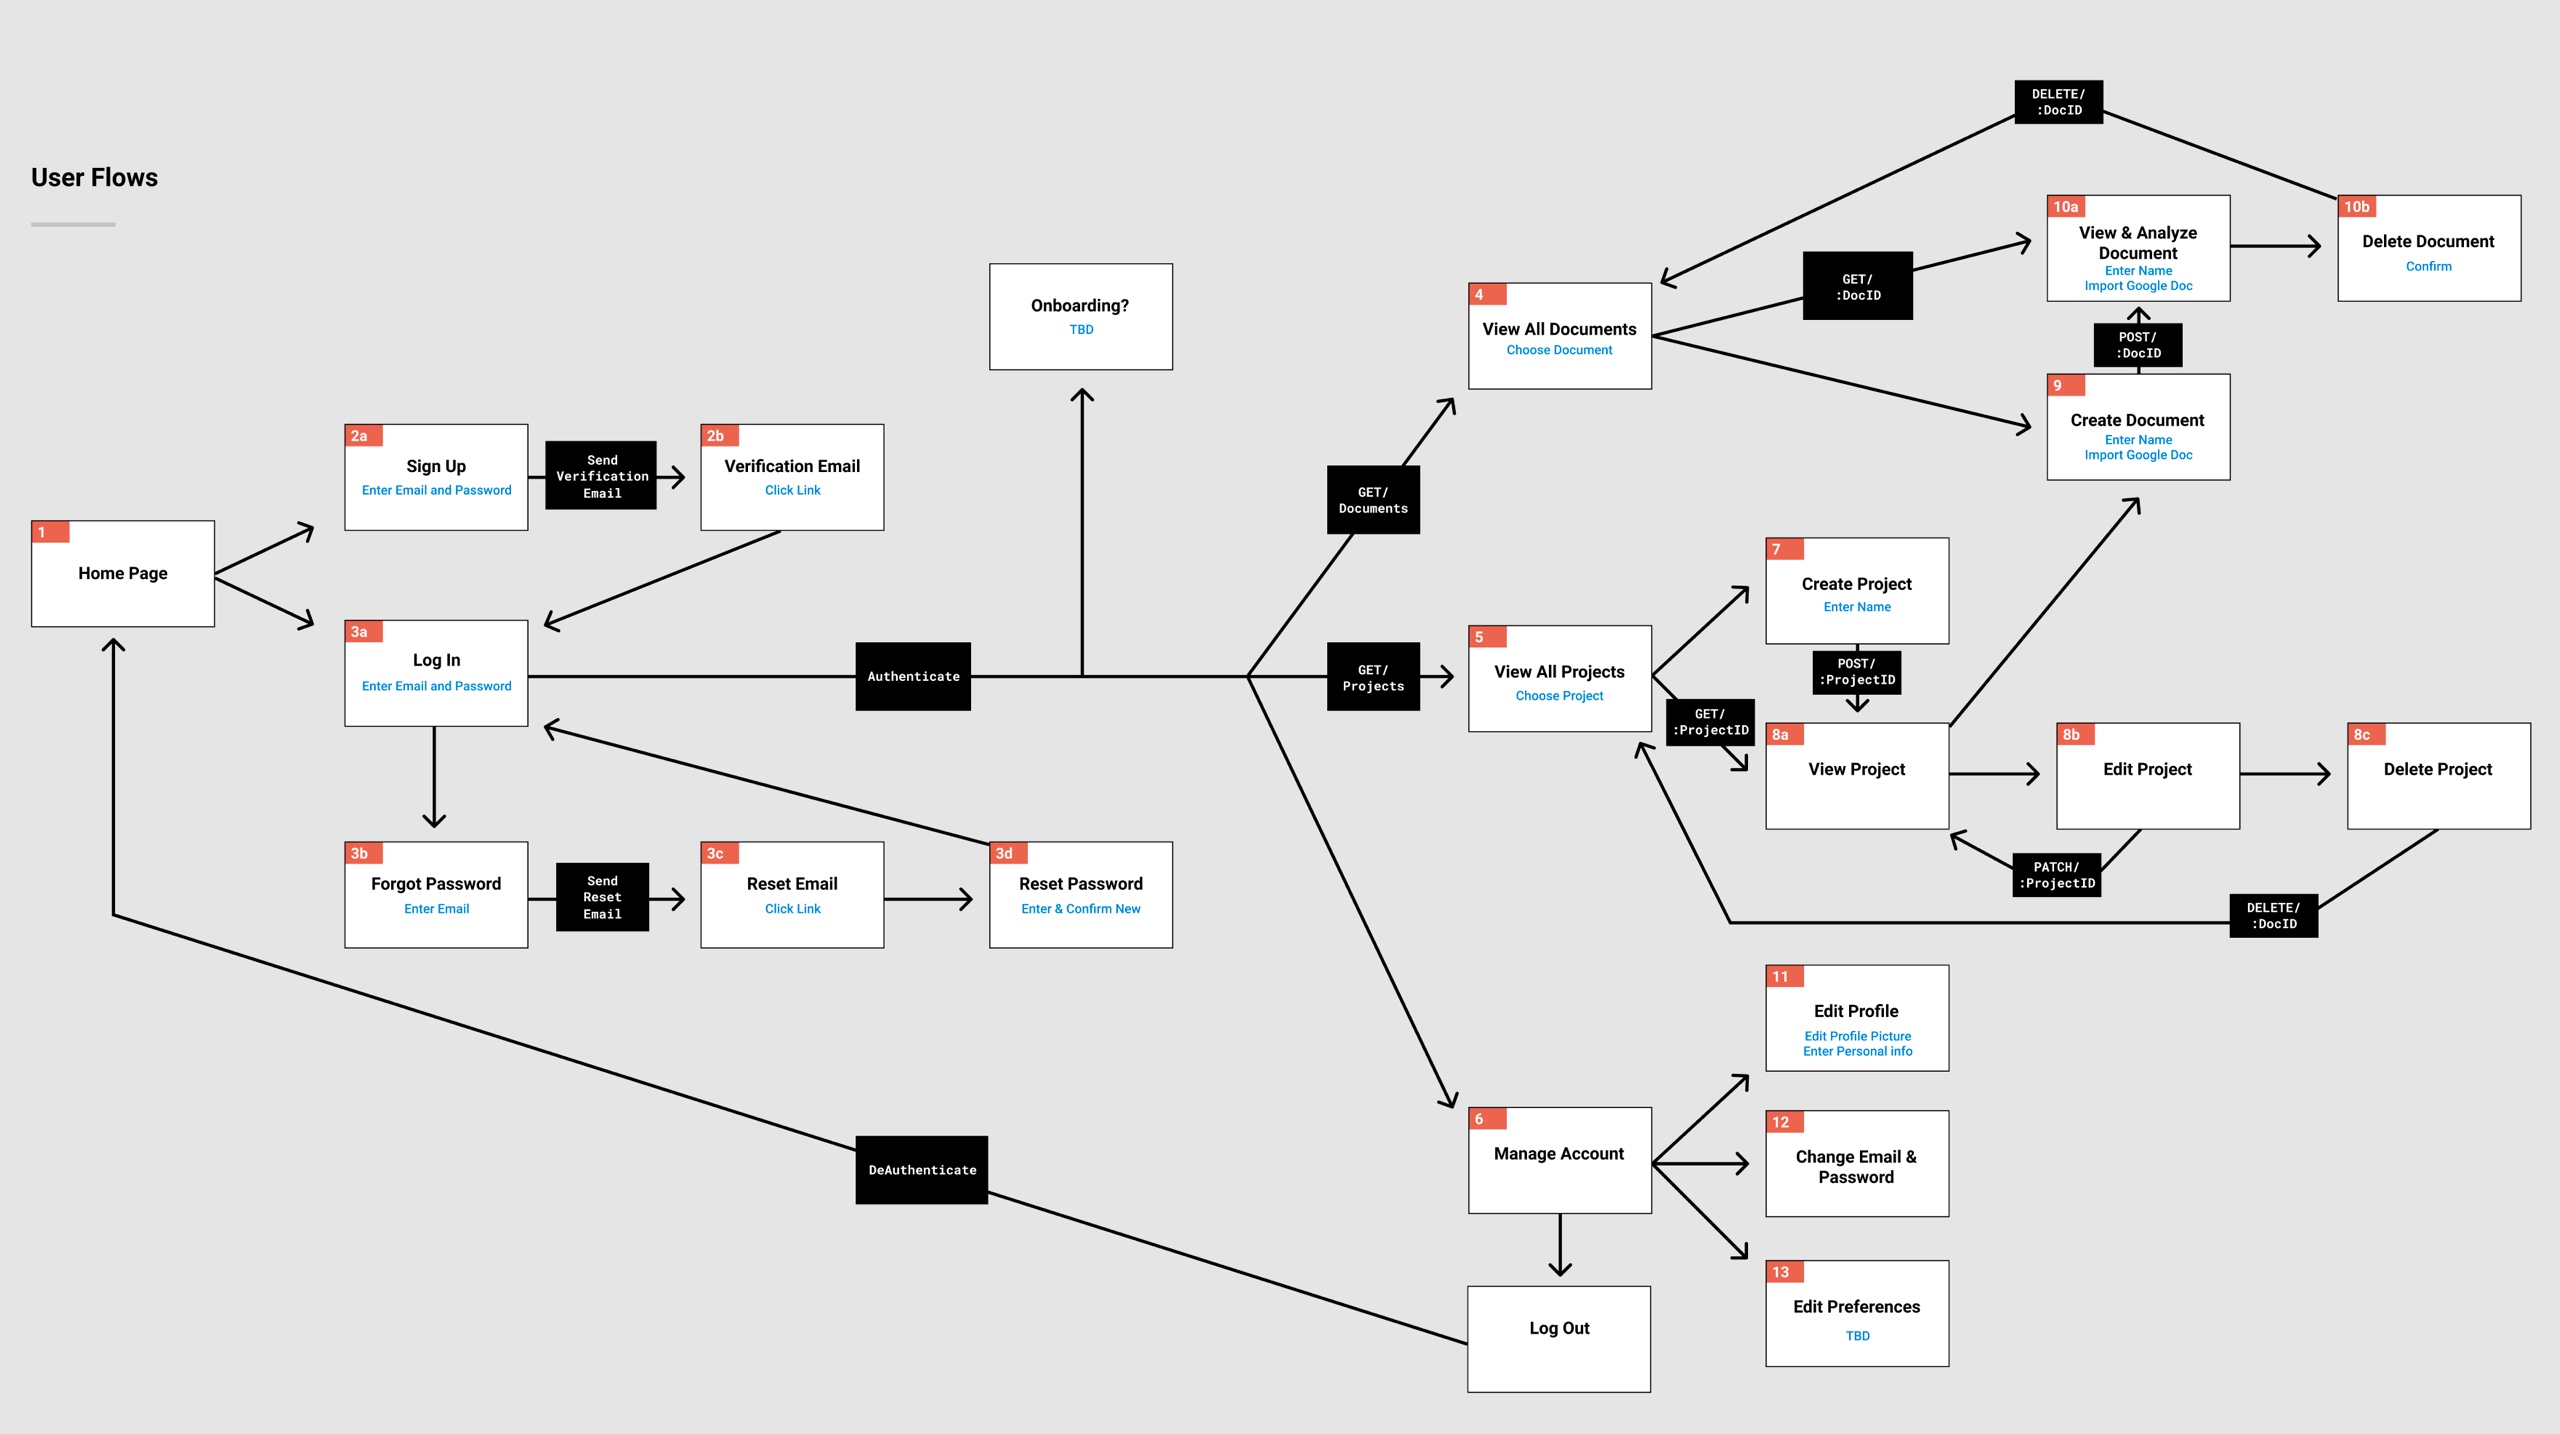 User Flows
1
Home Page
2a
Sign Up
Enter Email and Password
Send
Verification
Email
2b
Verification Email
Click Link
3a
Log In
Enter Email and Password
Authenticate
Onboarding?
TBD
3b
Forgot Password
Enter Email
Send
Reset
Email
3c
Reset Email
Click Link
3d
Reset Password
Enter & Confirm New
DeAuthenticate
GET/
Documents
GET/
Projects
4
View All Documents
Choose Document
DELETE/
:DocID
GET/
:DocID
10a
View & Analyze
Document
Enter Name
Import Google Doc
10b
Delete Document
Confirm
POST/
:DocID
9
Create Document
Enter Name
Import Google Doc
5
View All Projects
Choose Project
7
Create Project
Enter Name
POST/
:ProjectID
GET/
:ProjectID
8a
View Project
8b
Edit Project
8c
Delete Project
PATCH/
:ProjectID
DELETE/
:DocID
6
Manage Account
Log Out
11
Edit Profile
Edit Profile Picture
Enter Personal info
12
Change Email &
Password
13
Edit Preferences
TBD